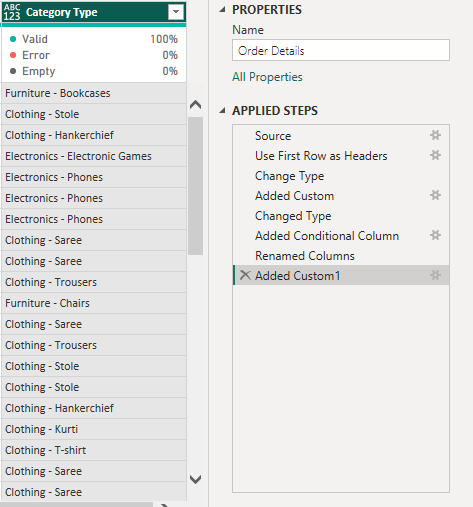 ABC
123
Category Type
Valid 100%
Error 0%
Empty 0%
Furniture - Bookcases
Clothing - Stole
Clothing - Hankerchief
Electronics - Electronic Games
Electronics - Phones
Electronics - Phones
Electronics - Phones
Clothing - Saree
Clothing - Saree
Clothing - Trousers
Furniture - Chairs
Clothing - Saree
Clothing - Trousers
Clothing - Stole
Clothing - Stole
Clothing - Hankerchief
Clothing - Kurti
Clothing - T-shirt
Clothing - Saree
Clothing - Saree
PROPERTIES
Name
Order Details
All Properties
APPLIED STEPS
Source
Use First Row as Headers
Change Type
Added Custom
Changed Type
Added Conditional Column
Renamed Columns
Added Custom1